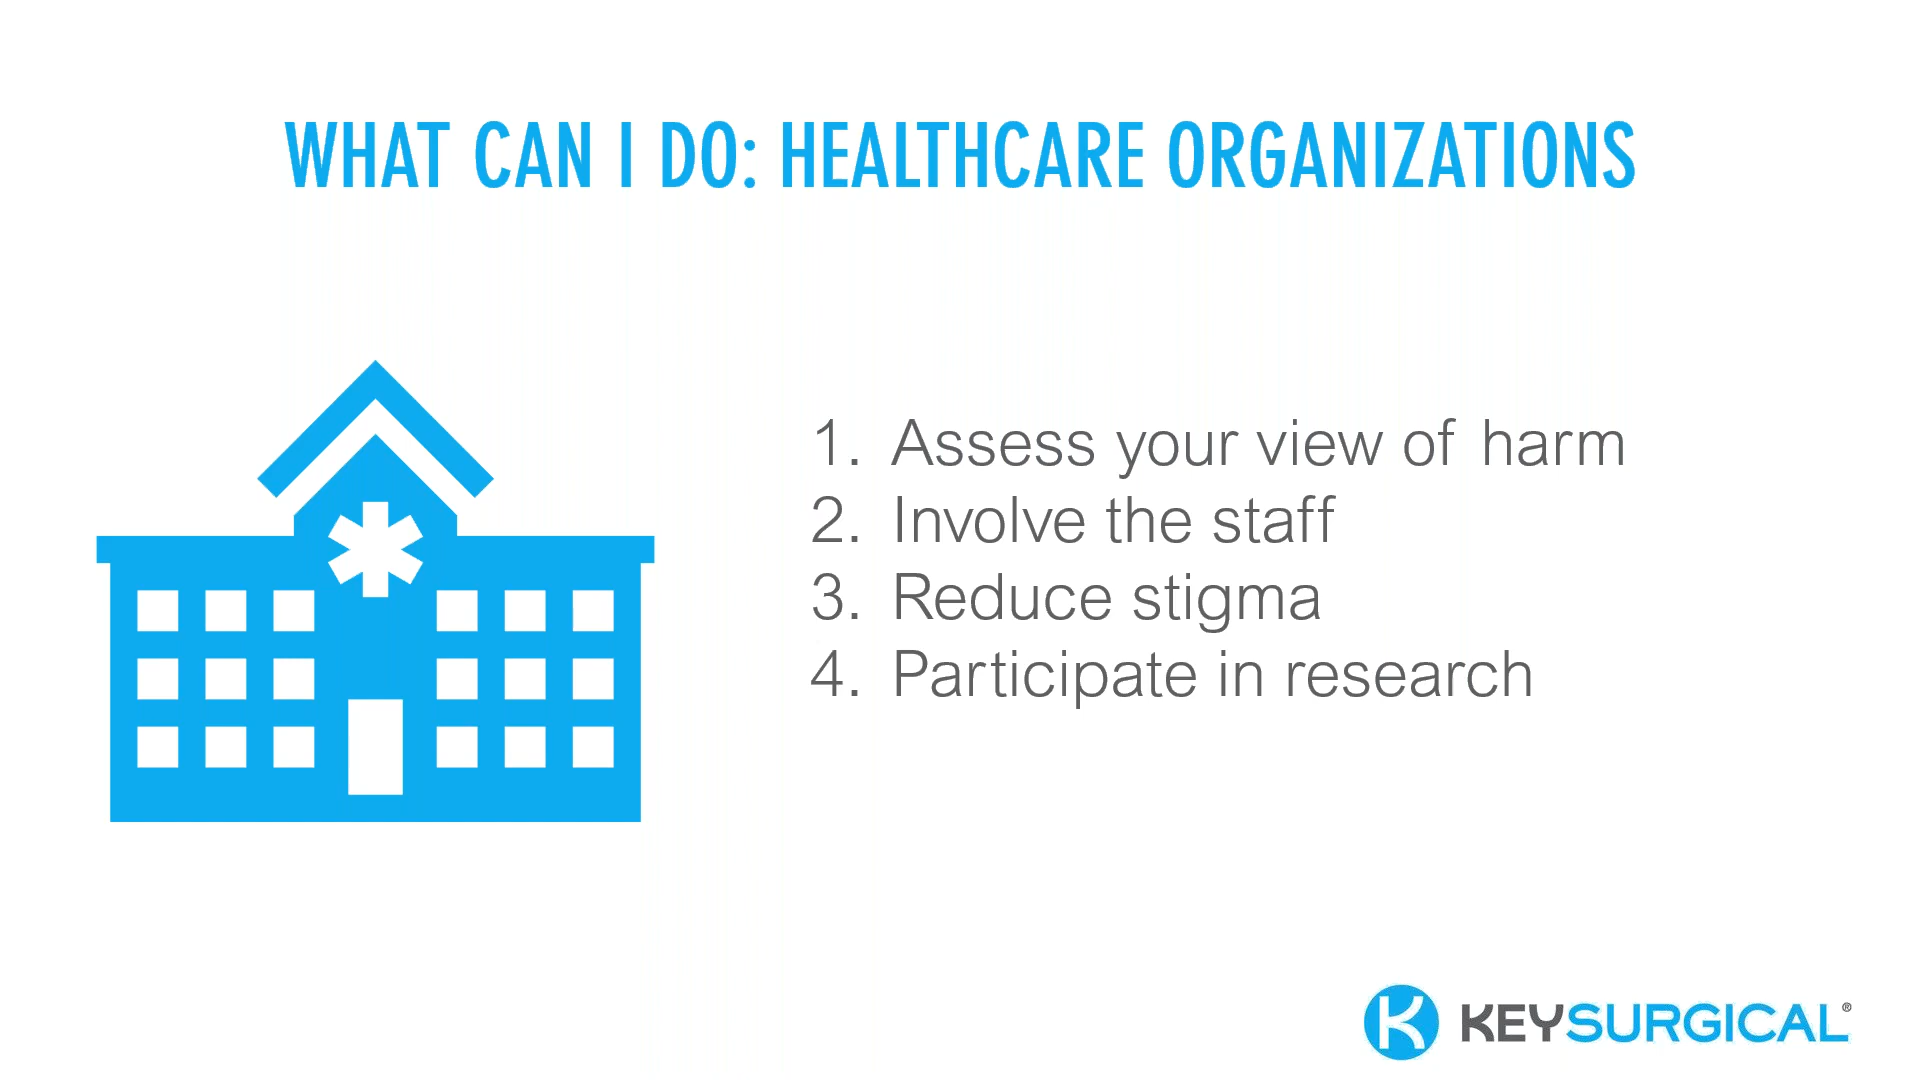 WHAT CAN I DO: HEALTHCARE ORGANIZATIONS
1. Assess your view of harm
2. Involve the staff
3. Reduce stigma
4. Participate in research
K KEYSURGICAL®